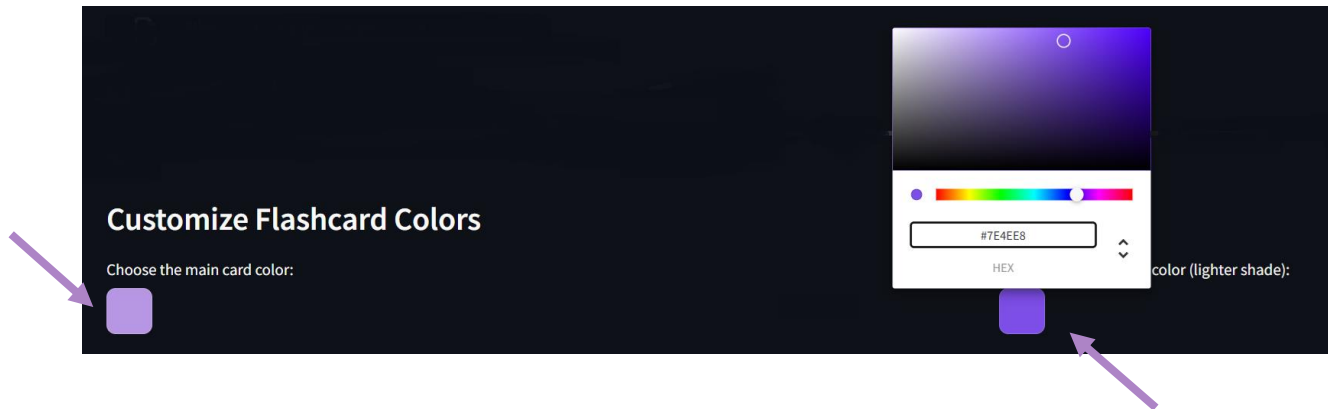 Customize Flashcard Colors
Choose the main card color:
#7E4EE8
HEX
color (lighter shade):